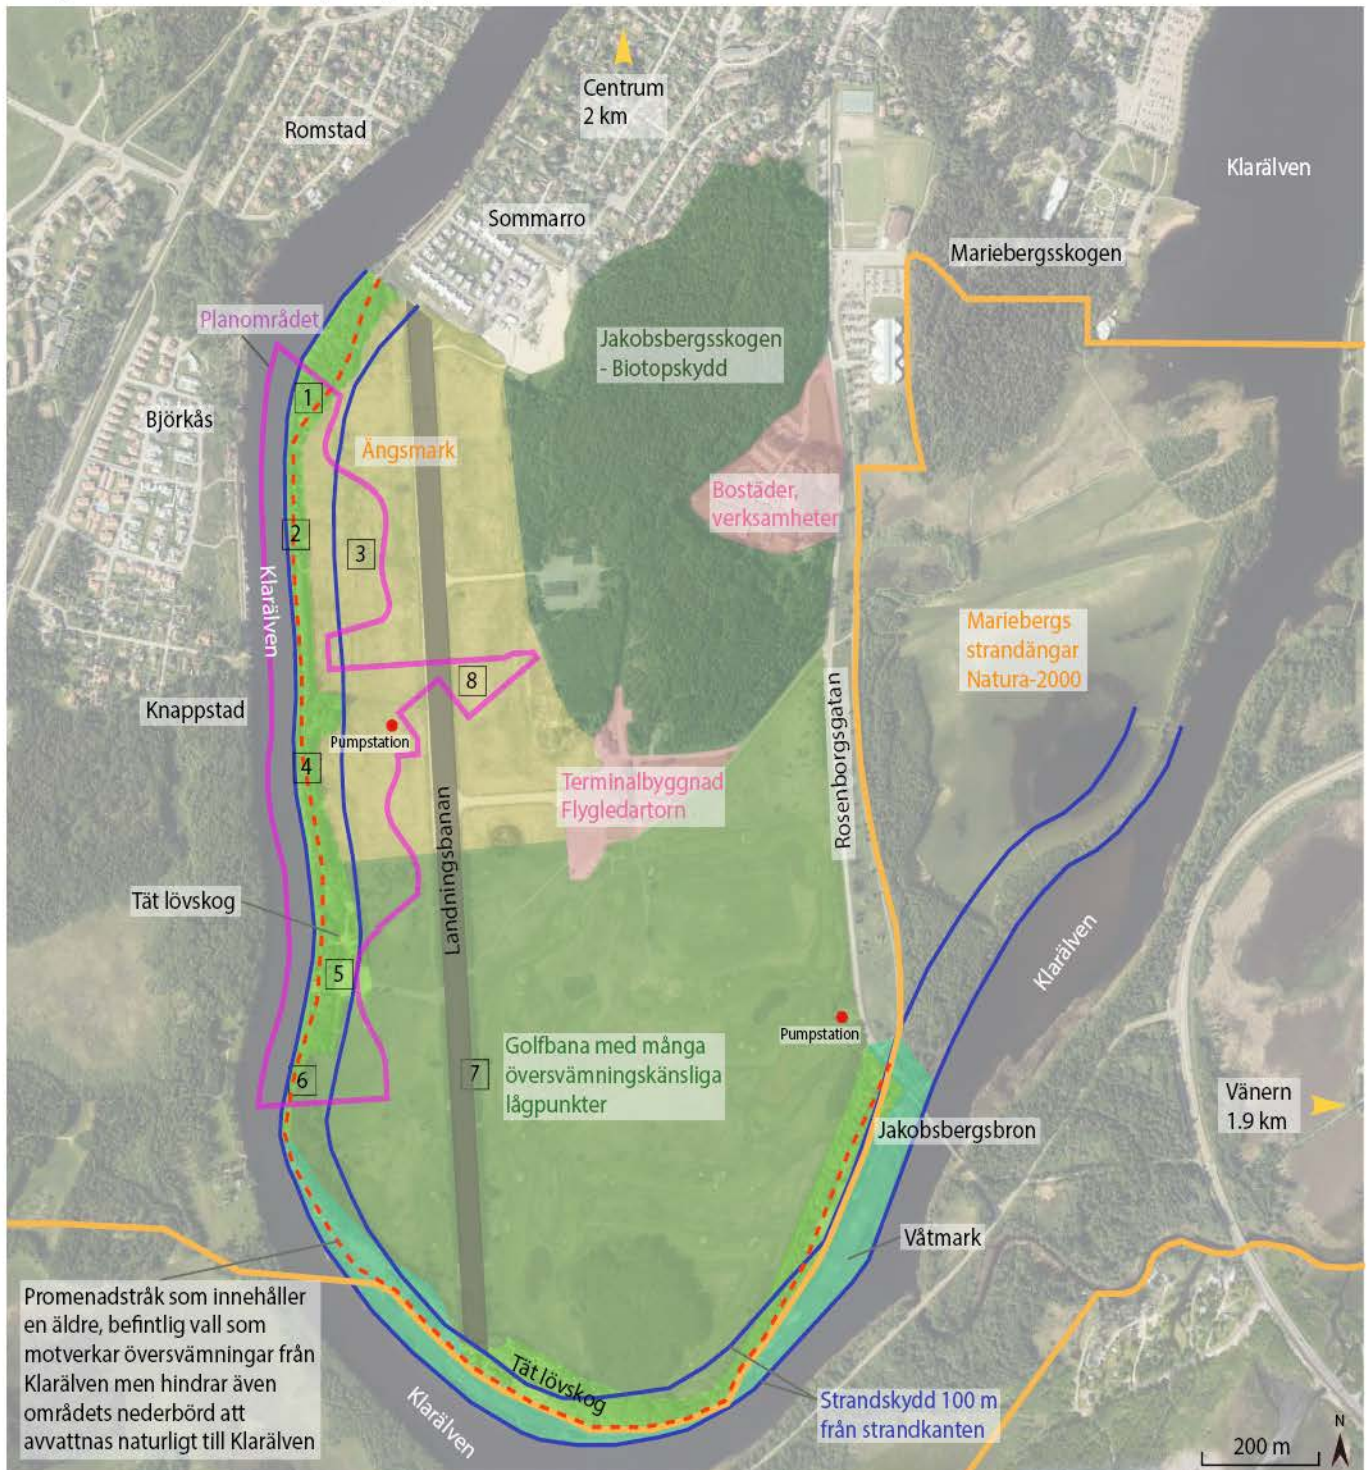 Centrum
2 km
Romstad
Klarälven
Sommarro
Mariebergsskogen
Planområdet
Jakobsbergsskogen
- Biotopskydd
1
Björkås
Ängsmark
Bostäder,
verksamheter
2
3
Klarälven
Mariebergs
strandängar
Natura-2000
8
Knappstad
Rosenborgsgatan
Pumpstation
4
Terminalbyggnad
Flygledartorn
Landningsbanan
Tät lövskog
5
Klarälven
Pumpstation
Golfbana med många
översvämningskänsliga
lågpunkter
6
7
Vänern
1.9 km
Jakobsbergsbron
Våtmark
Promenadstråk som innehåller
en äldre, befintlig vall som
motverkar översvämningar från
Klarälven men hindrar även
områdets nederbörd att
avvattnas naturligt till Klarälven
Tät lövskog
Klarälven
Strandskydd 100 m
från strandkanten
N
200 m